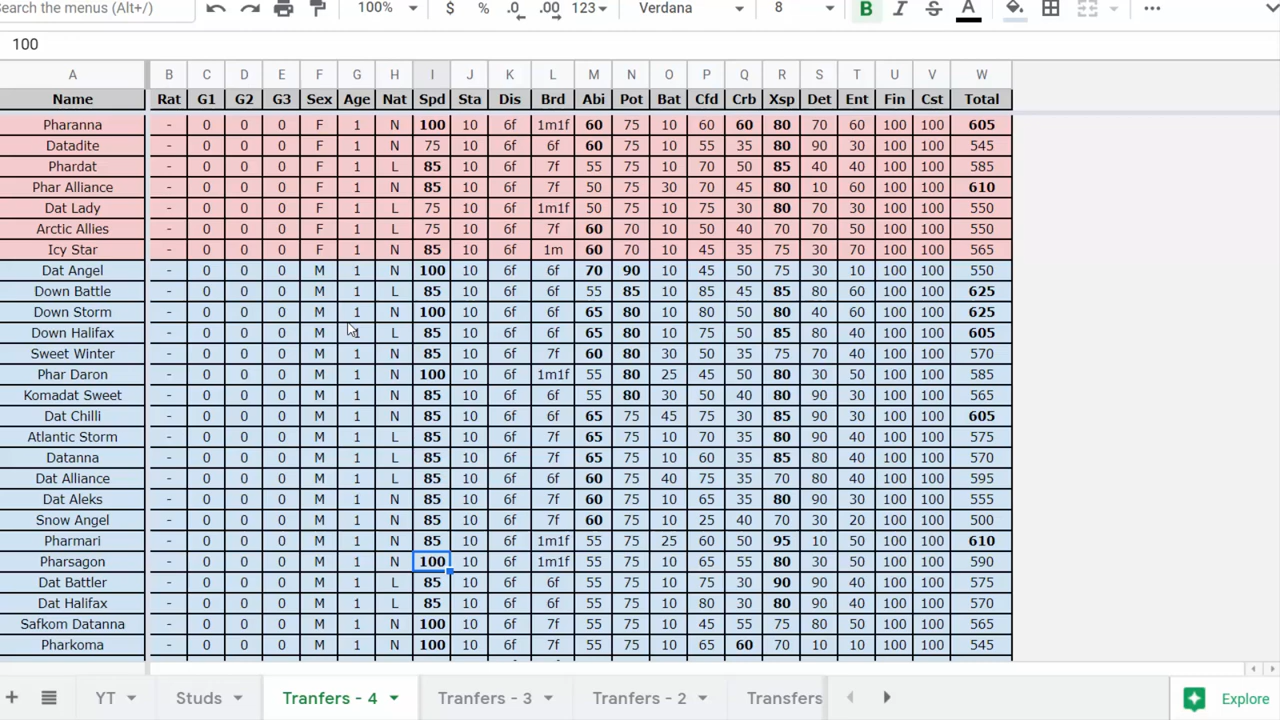 Search the menus (Alt+/) 100% $ % .0 .00 123 Verdana 8 B I S A ...
100
A B C D E F G H I J K L M N O P Q R S T U V W
Name Rat G1 G2 G3 Sex Age Nat Spd Sta Dis Brd Abi Pot Bat Cfd Crb Xsp Det Ent Fin Cst Total
Pharanna - 0 0 0 F 1 N 100 10 6f 1m1f 60 75 10 60 60 80 70 60 100 100 605
Datadite - 0 0 0 F 1 N 75 10 6f 6f 60 75 10 55 35 80 90 30 100 100 545
Phardat - 0 0 0 F 1 L 85 10 6f 7f 55 75 10 70 50 85 40 40 100 100 585
Phar Alliance - 0 0 0 F 1 N 85 10 6f 7f 50 75 30 70 45 80 10 60 100 100 610
Dat Lady - 0 0 0 F 1 L 75 10 6f 1m1f 50 75 10 75 30 80 70 30 100 100 550
Arctic Allies - 0 0 0 F 1 L 75 10 6f 7f 60 70 10 50 40 70 70 50 100 100 550
Icy Star - 0 0 0 F 1 N 85 10 6f 1m 60 70 10 45 35 75 30 70 100 100 565
Dat Angel - 0 0 0 M 1 N 100 10 6f 6f 70 90 10 45 50 75 30 10 100 100 550
Down Battle - 0 0 0 M 1 L 85 10 6f 6f 55 85 10 85 45 85 80 60 100 100 625
Down Storm - 0 0 0 M 1 N 100 10 6f 6f 65 80 10 80 50 80 40 60 100 100 625
Down Halifax - 0 0 0 M 1 L 85 10 6f 6f 65 80 10 75 50 85 80 40 100 100 605
Sweet Winter - 0 0 0 M 1 N 85 10 6f 7f 60 80 30 50 35 75 70 40 100 100 570
Phar Daron - 0 0 0 M 1 N 100 10 6f 1m1f 55 80 25 45 50 80 30 50 100 100 585
Komadat Sweet - 0 0 0 M 1 N 85 10 6f 6f 55 80 30 50 40 80 90 30 100 100 565
Dat Chilli - 0 0 0 M 1 N 85 10 6f 6f 65 75 45 75 30 85 90 30 100 100 605
Atlantic Storm - 0 0 0 M 1 L 85 10 6f 7f 65 75 10 70 35 80 90 40 100 100 575
Datanna - 0 0 0 M 1 L 85 10 6f 7f 65 75 10 60 35 85 80 40 100 100 570
Dat Alliance - 0 0 0 M 1 L 85 10 6f 7f 60 75 40 75 35 70 80 40 100 100 595
Dat Aleks - 0 0 0 M 1 N 85 10 6f 7f 60 75 10 65 35 80 90 30 100 100 555
Snow Angel - 0 0 0 M 1 N 85 10 6f 7f 60 75 10 25 40 70 30 20 100 100 500
Pharmari - 0 0 0 M 1 N 85 10 6f 1m1f 55 75 25 60 40 95 10 50 100 100 610
Pharsagon - 0 0 0 M 1 N 100 10 6f 1m1f 55 75 10 65 55 80 30 50 100 100 590
Dat Battler - 0 0 0 M 1 L 85 10 6f 6f 55 75 10 75 30 90 90 40 100 100 575
Dat Halifax - 0 0 0 M 1 L 85 10 6f 6f 55 75 10 80 30 80 90 40 100 100 570
Safkom Datanna - 0 0 0 M 1 N 100 10 6f 7f 55 75 10 45 55 75 80 50 100 100 565
Pharkoma - 0 0 0 M 1 N 100 10 6f 7f 55 75 10 65 60 70 10 10 100 100 545
+ YT Studs Tranfers - 4 Tranfers - 3 Tranfers - 2 Transfers Explore